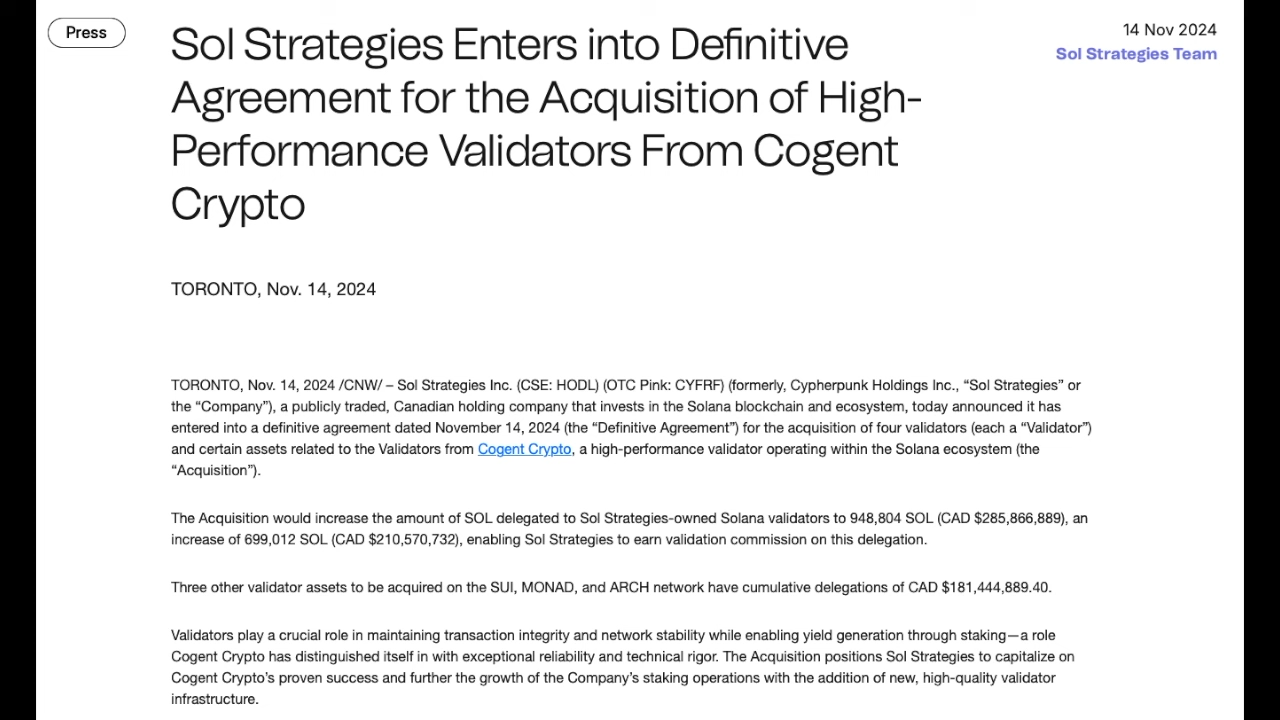 Press
Sol Strategies Enters into Definitive
Agreement for the Acquisition of High-
Performance Validators From Cogent
Crypto
14 Nov 2024
Sol Strategies Team
TORONTO, Nov. 14, 2024
TORONTO, Nov. 14, 2024 /CNW/ – Sol Strategies Inc. (CSE: HODL) (OTC Pink: CYFRF) (formerly, Cypherpunk Holdings Inc., “Sol Strategies” or
the “Company”), a publicly traded, Canadian holding company that invests in the Solana blockchain and ecosystem, today announced it has
entered into a definitive agreement dated November 14, 2024 (the “Definitive Agreement”) for the acquisition of four validators (each a “Validator”)
and certain assets related to the Validators from Cogent Crypto, a high-performance validator operating within the Solana ecosystem (the
“Acquisition”).
The Acquisition would increase the amount of SOL delegated to Sol Strategies-owned Solana validators to 948,804 SOL (CAD $285,866,889), an
increase of 699,012 SOL (CAD $210,570,732), enabling Sol Strategies to earn validation commission on this delegation.
Three other validator assets to be acquired on the SUI, MONAD, and ARCH network have cumulative delegations of CAD $181,444,889.40.
Validators play a crucial role in maintaining transaction integrity and network stability while enabling yield generation through staking—a role
Cogent Crypto has distinguished itself in with exceptional reliability and technical rigor. The Acquisition positions Sol Strategies to capitalize on
Cogent Crypto’s proven success and further the growth of the Company’s staking operations with the addition of new, high-quality validator
infrastructure.